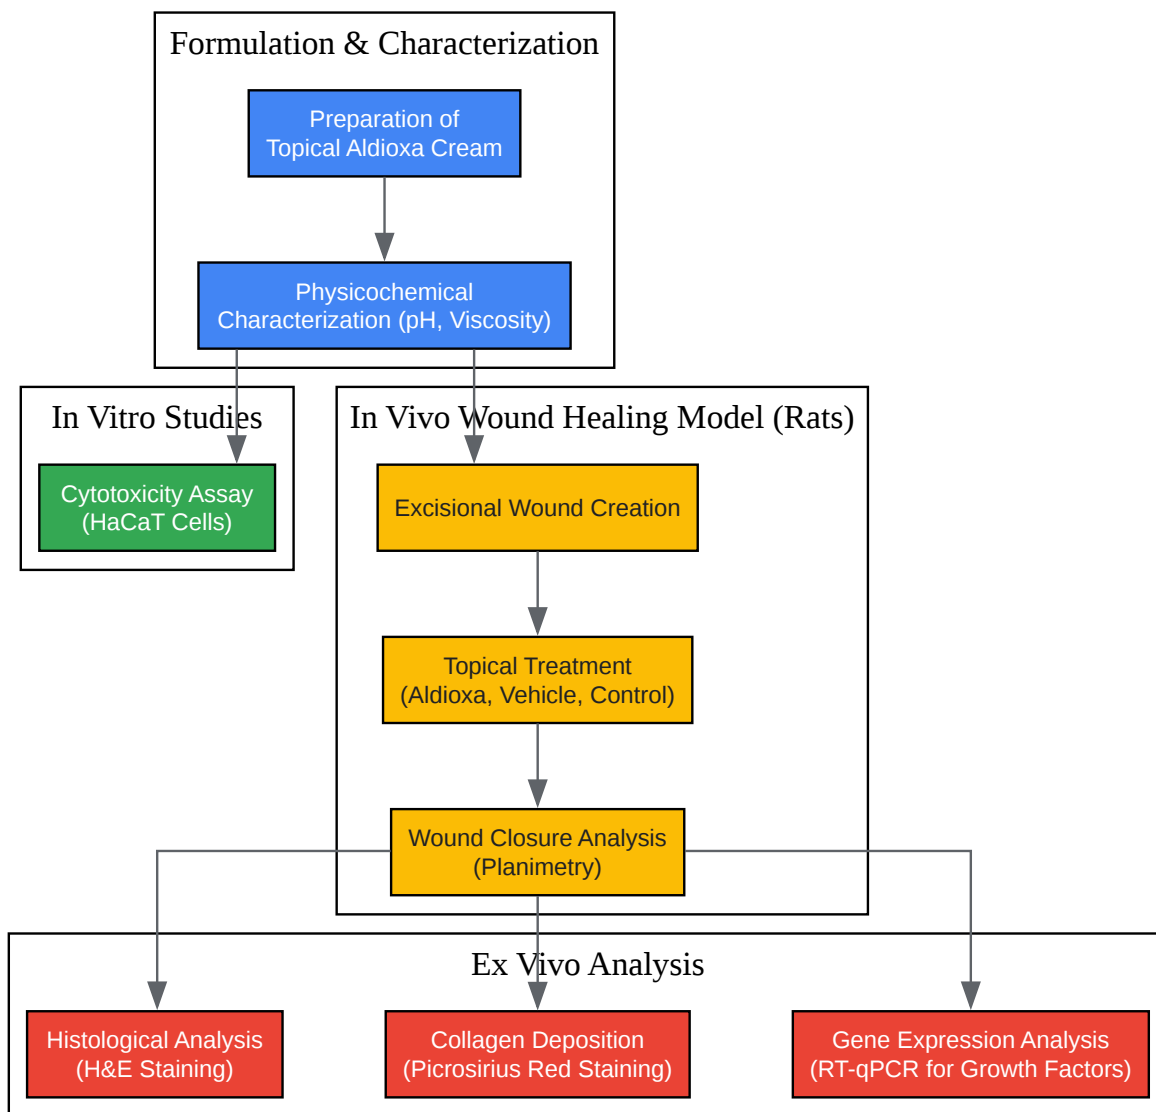 Formulation & Characterization
Preparation of
Topical Aldioxa Cream
Physicochemical
Characterization (pH, Viscosity)
In Vitro Studies
Cytotoxicity Assay
(HaCaT Cells)
In Vivo Wound Healing Model (Rats)
Excisional Wound Creation
Topical Treatment
(Aldioxa, Vehicle, Control)
Wound Closure Analysis
(Planimetry)
Ex Vivo Analysis
Histological Analysis
(H&E Staining)
Collagen Deposition
(Picrosirius Red Staining)
Gene Expression Analysis
(RT-qPCR for Growth Factors)